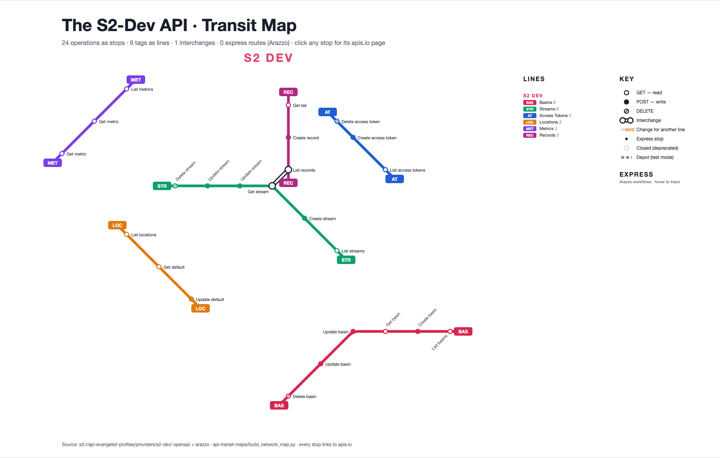 The S2-Dev API · Transit Map
24 operations as stops · 6 tags as lines · 1 interchanges · 0 express routes (Arazzo) · click any stop for its apis.io page
S2 DEV
MET
List metrics
Get metric
Get metric
MET
REC
Get tail
Create record
List records
REC
AT
Delete access token
Create access token
List access tokens
AT
STR
Delete stream
Update stream
Update stream
Get stream
Create stream
List streams
STR
LOC
List locations
Get default
Update default
LOC
Update basin
Get basin
Create basin
List basins
BAS
Update basin
Delete basin
BAS
LINES
S2 DEV
BAS Basins 6
STR Streams 6
AT Access Tokens 3
LOC Locations 3
MET Metrics 3
REC Records 3
KEY
GET — read
POST — write
DELETE
Interchange
Change for another line
Express stop
Closed (deprecated)
Depot (test mode)
EXPRESS
Arazzo workflows · hover to trace
Source: s3://api-evangelist-profiles/providers/s2-dev/ openapi + arazzo · api-transit-maps/build_network_map.py · every stop links to apis.io